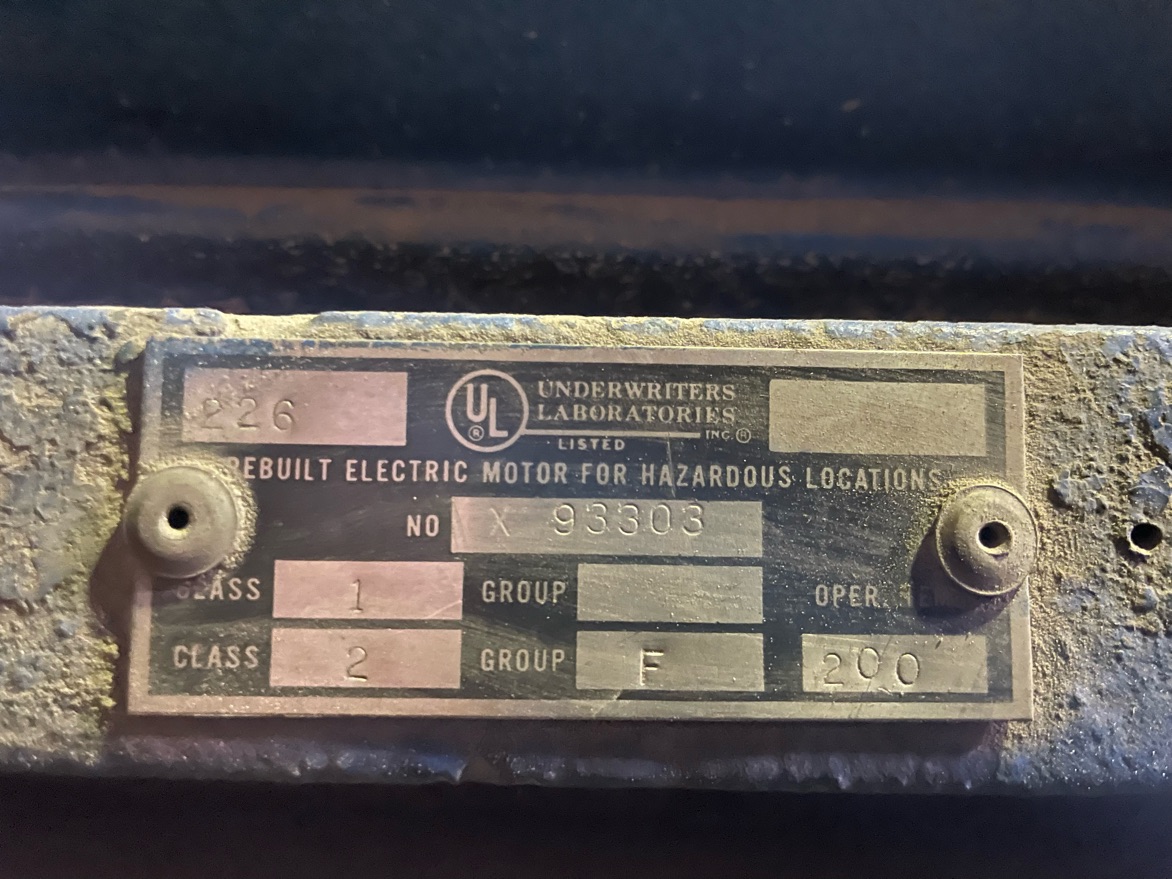 226
UL ®
UNDERWRITERS
LABORATORIES
INC.®
LISTED
REBUILT ELECTRIC MOTOR FOR HAZARDOUS LOCATIONS
NO X 93303
CLASS 1 GROUP OPER.
CLASS 2 GROUP F 200